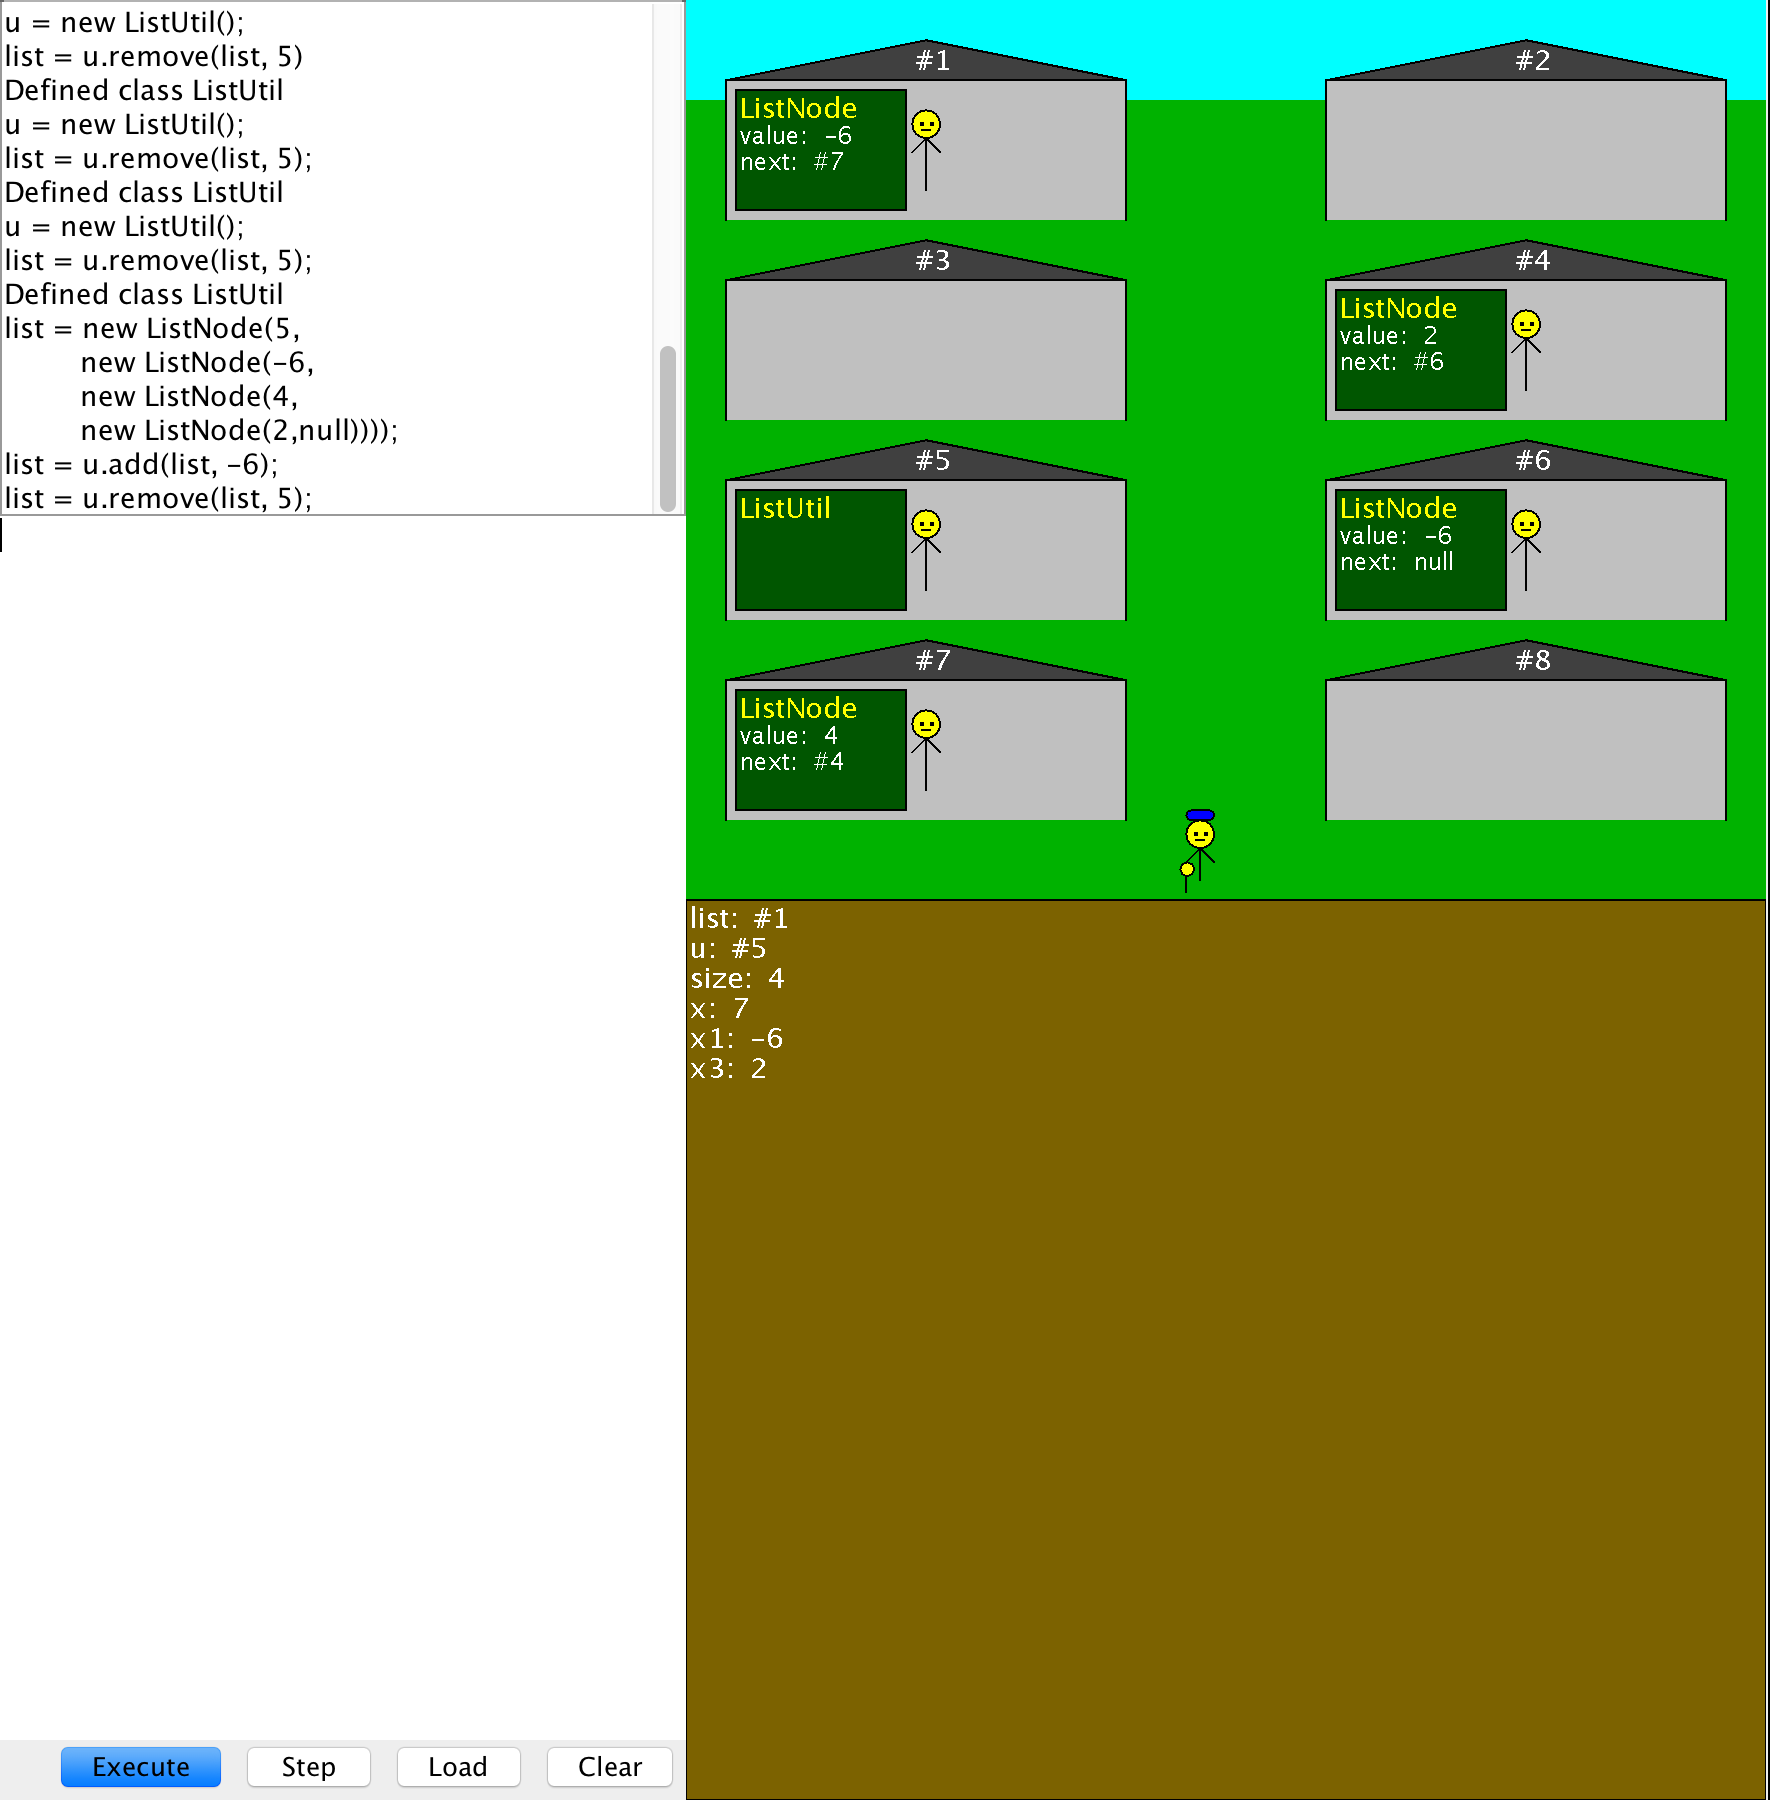 u = new ListUtil();
list = u.remove(list, 5)
Defined class ListUtil
u = new ListUtil();
list = u.remove(list, 5);
Defined class ListUtil
u = new ListUtil();
list = u.remove(list, 5);
Defined class ListUtil
list = new ListNode(5,
new ListNode(-6,
new ListNode(4,
new ListNode(2,null))));
list = u.add(list, -6);
list = u.remove(list, 5);
Execute
Step
Load
Clear
#1
ListNode
value: -6
next: #7
#2
#3
#4
ListNode
value: 2
next: #6
#5
ListUtil
#6
ListNode
value: -6
next: null
#7
ListNode
value: 4
next: #4
#8
list: #1
u: #5
size: 4
x: 7
x1: -6
x3: 2